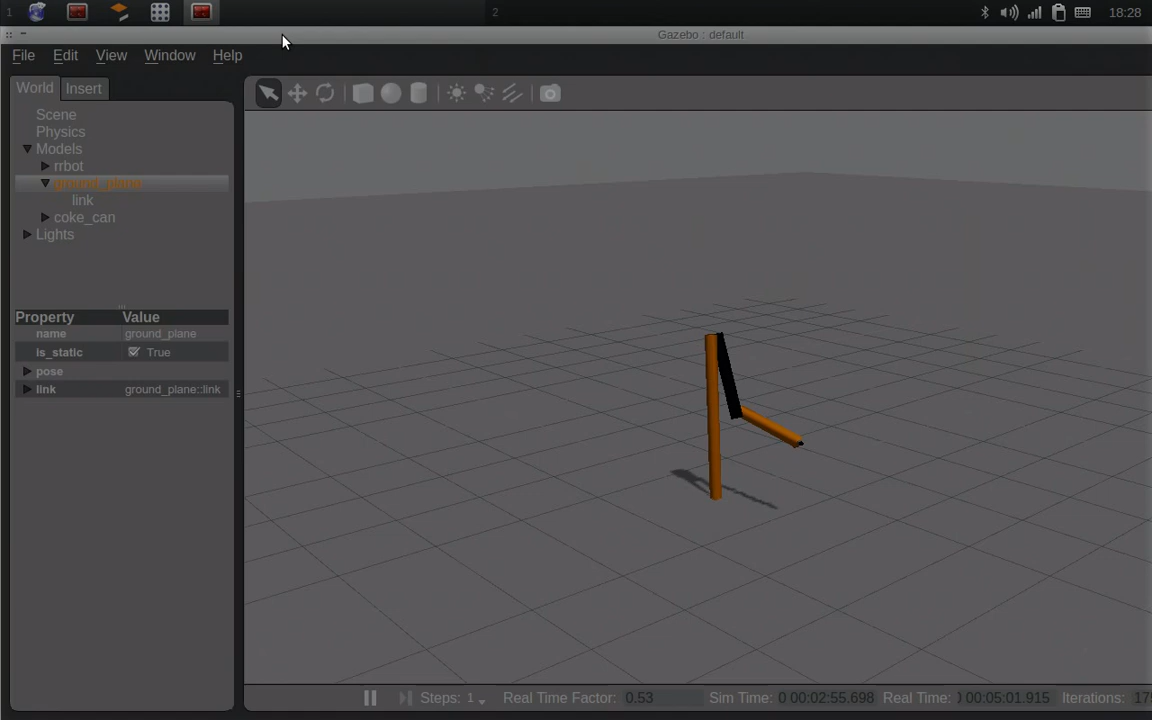 1
2
18:28
Gazebo : default
File Edit View Window Help
World Insert
Scene
Physics
Models
rrbot
ground_plane
link
coke_can
Lights
Property Value
name ground_plane
is_static True
pose
link ground_plane::link
Steps: 1 Real Time Factor: 0.53 Sim Time: 0 00:02:55.698 Real Time: 00:05:01.915 Iterations: